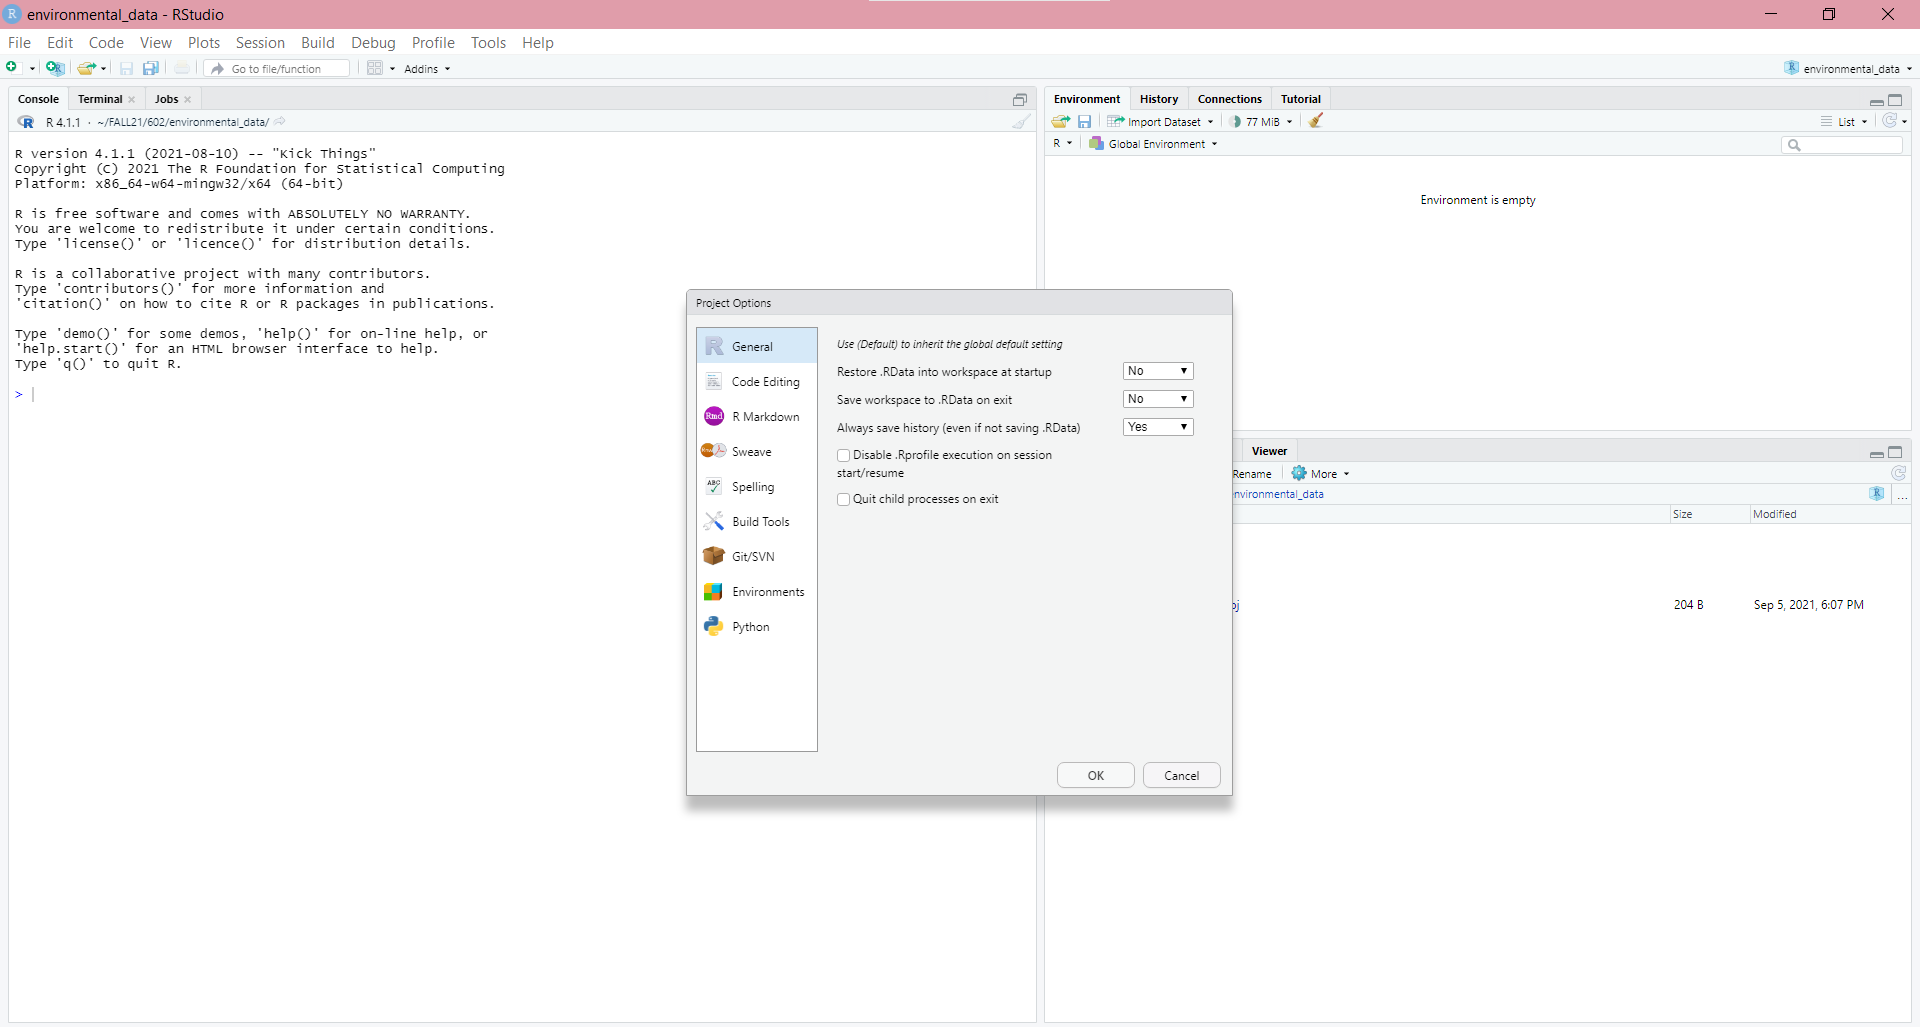 environmental_data - RStudio
File Edit Code View Plots Session Build Debug Profile Tools Help
Go to file/function Addins environmental_data
Console Terminal Jobs
R 4.1.1 · ~/FALL21/602/environmental_data/
R version 4.1.1 (2021-08-10) -- "Kick Things"
Copyright (C) 2021 The R Foundation for Statistical Computing
Platform: x86_64-w64-mingw32/x64 (64-bit)
R is free software and comes with ABSOLUTELY NO WARRANTY.
You are welcome to redistribute it under certain conditions.
Type 'license()' or 'licence()' for distribution details.
R is a collaborative project with many contributors.
Type 'contributors()' for more information and
'citation()' on how to cite R or R packages in publications.
Type 'demo()' for some demos, 'help()' for on-line help, or
'help.start()' for an HTML browser interface to help.
Type 'q()' to quit R.
>
Environment History Connections Tutorial
Import Dataset 77 MiB List
R Global Environment
Environment is empty
Project Options
General
Code Editing
R Markdown
Sweave
Spelling
Build Tools
Git/SVN
Environments
Python
Use (Default) to inherit the global default setting
Restore .RData into workspace at startup No
Save workspace to .RData on exit No
Always save history (even if not saving .RData) Yes
Disable .Rprofile execution on session
start/resume
Quit child processes on exit
OK Cancel
Viewer
Rename More
nvironmental_data ...
Size Modified
oj 204 B Sep 5, 2021, 6:07 PM